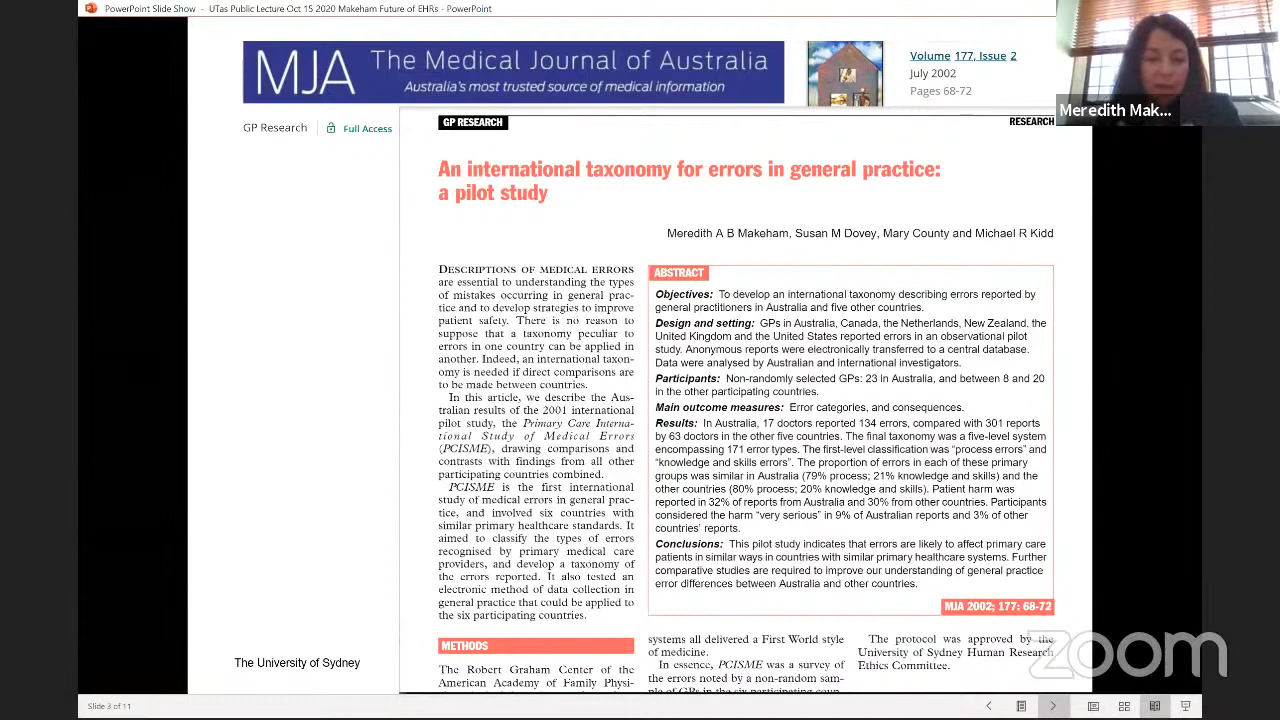 PowerPoint Slide Show - UTas Public Lecture Oct 15 2020 Makeham Future of EHRs - PowerPoint
MJA
The Medical Journal of Australia
Australia's most trusted source of medical information
Volume 177, Issue 2
July 2002
Pages 68-72
Meredith Mak...
GP Research
Full Access
GP RESEARCH
RESEARCH
An international taxonomy for errors in general practice:
a pilot study
Meredith A B Makeham, Susan M Dovey, Mary County and Michael R Kidd
DESCRIPTIONS OF MEDICAL ERRORS
are essential to understanding the types
of mistakes occurring in general prac-
tice and to develop strategies to improve
patient safety. There is no reason to
suppose that a taxonomy peculiar to
errors in one country can be applied in
another. Indeed, an international taxon-
omy is needed if direct comparisons are
to be made between countries.
In this article, we describe the Aus-
tralian results of the 2001 international
pilot study, the Primary Care Interna-
tional Study of Medical Errors
(PCISME), drawing comparisons and
contrasts with findings from all other
participating countries combined.
PCISME is the first international
study of medical errors in general prac-
tice, and involved six countries with
similar primary healthcare standards. It
aimed to classify the types of errors
recognised by primary medical care
providers, and develop a taxonomy of
the errors reported. It also tested an
electronic method of data collection in
general practice that could be applied to
the six participating countries.
METHODS
The Robert Graham Center of the
American Academy of Family Physi-
ABSTRACT
Objectives: To develop an international taxonomy describing errors reported by
general practitioners in Australia and five other countries.
Design and setting: GPs in Australia, Canada, the Netherlands, New Zealand, the
United Kingdom and the United States reported errors in an observational pilot
study. Anonymous reports were electronically transferred to a central database.
Data were analysed by Australian and international investigators.
Participants: Non-randomly selected GPs: 23 in Australia, and between 8 and 20
in the other participating countries.
Main outcome measures: Error categories, and consequences.
Results: In Australia, 17 doctors reported 134 errors, compared with 301 reports
by 63 doctors in the other five countries. The final taxonomy was a five-level system
encompassing 171 error types. The first-level classification was "process errors" and
"knowledge and skills errors". The proportion of errors in each of these primary
groups was similar in Australia (79% process; 21% knowledge and skills) and the
other countries (80% process; 20% knowledge and skills). Patient harm was
reported in 32% of reports from Australia and 30% from other countries. Participants
considered the harm "very serious" in 9% of Australian reports and 3% of other
countries' reports.
Conclusions: This pilot study indicates that errors are likely to affect primary care
patients in similar ways in countries with similar primary healthcare systems. Further
comparative studies are required to improve our understanding of general practice
error differences between Australia and other countries.
MJA 2002; 177: 68-72
systems all delivered a First World style
of medicine.
In essence, PCISME was a survey of
the errors noted by a non-random sam-
ple of GPs in the six participating coun-
The protocol was approved by the
University of Sydney Human Research
Ethics Committee.
The University of Sydney
zoom
Slide 3 of 11